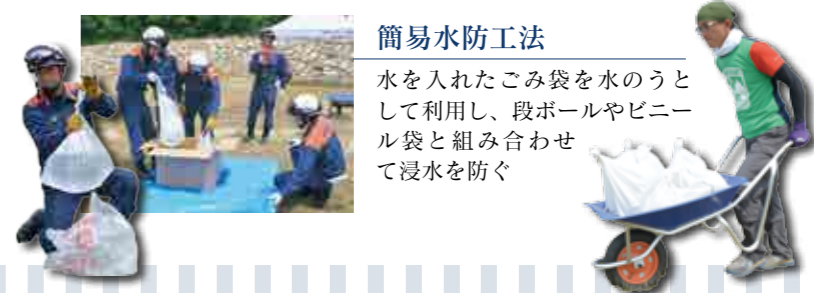 簡易水防工法
水を入れたごみ袋を水のうと
して利用し、段ボールやビニー
ル袋と組み合わせ
て浸水を防ぐ